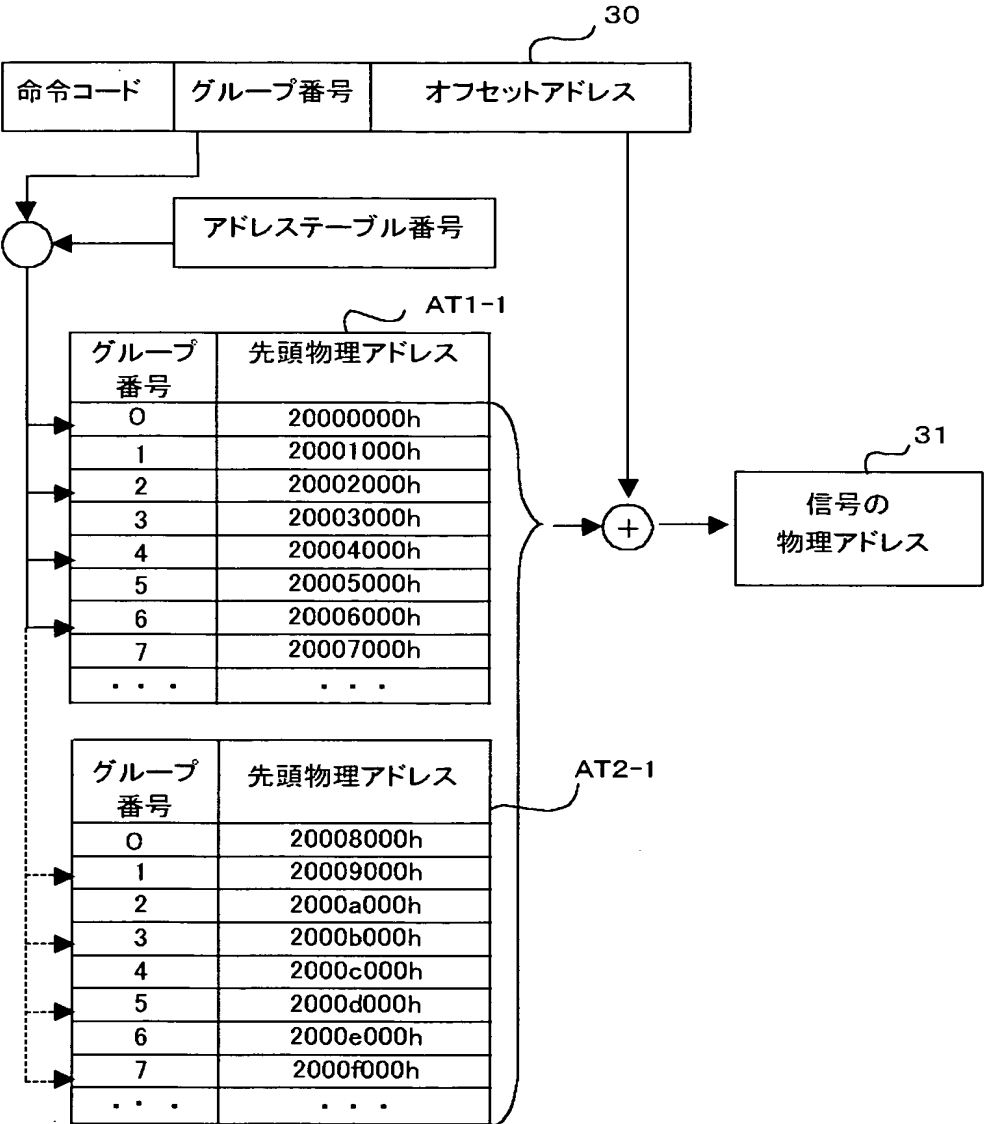 30
命令コード グループ番号 オフセットアドレス
アドレステーブル番号
AT1-1
グループ 先頭物理アドレス
番号
0 20000000h
1 20001000h
2 20002000h
3 20003000h
4 20004000h
5 20005000h
6 20006000h
7 20007000h
・・・ ・・・
+
31
信号の
物理アドレス
AT2-1
グループ 先頭物理アドレス
番号
0 20008000h
1 20009000h
2 2000a000h
3 2000b000h
4 2000c000h
5 2000d000h
6 2000e000h
7 2000f000h
・・・ ・・・